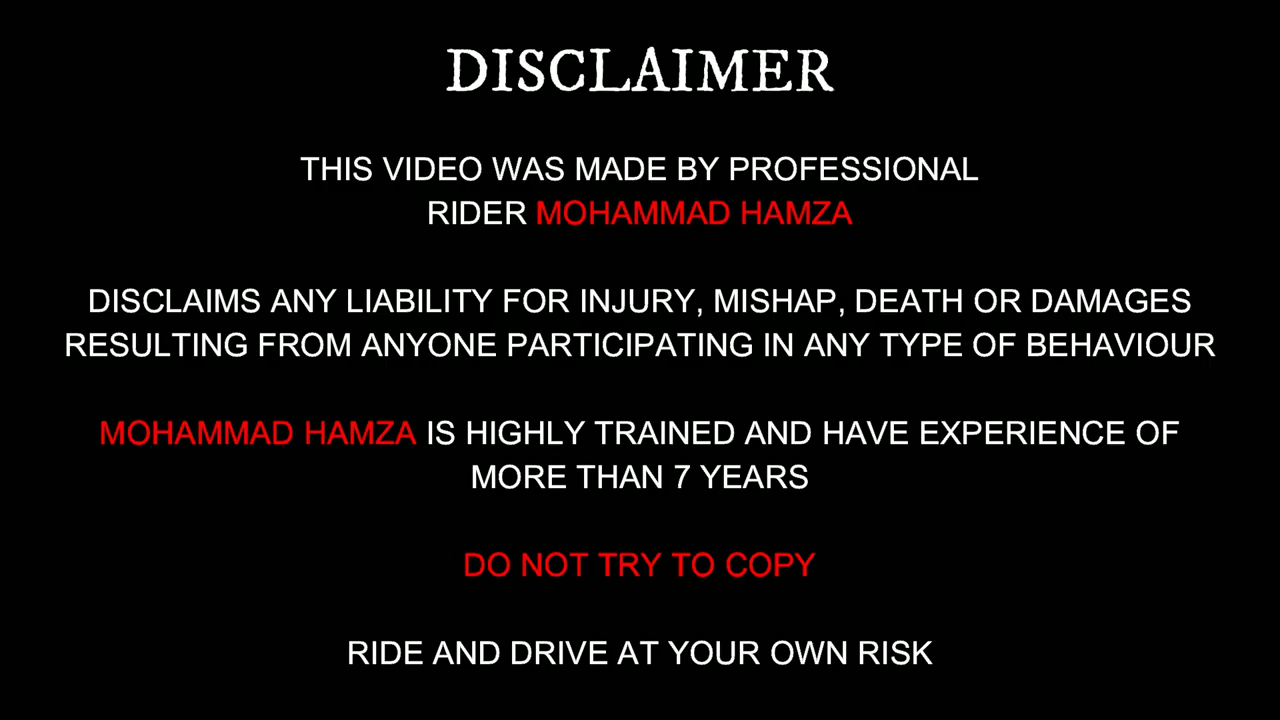 DISCLAIMER
THIS VIDEO WAS MADE BY PROFESSIONAL
RIDER MOHAMMAD HAMZA
DISCLAIMS ANY LIABILITY FOR INJURY, MISHAP, DEATH OR DAMAGES
RESULTING FROM ANYONE PARTICIPATING IN ANY TYPE OF BEHAVIOUR
MOHAMMAD HAMZA IS HIGHLY TRAINED AND HAVE EXPERIENCE OF
MORE THAN 7 YEARS
DO NOT TRY TO COPY
RIDE AND DRIVE AT YOUR OWN RISK